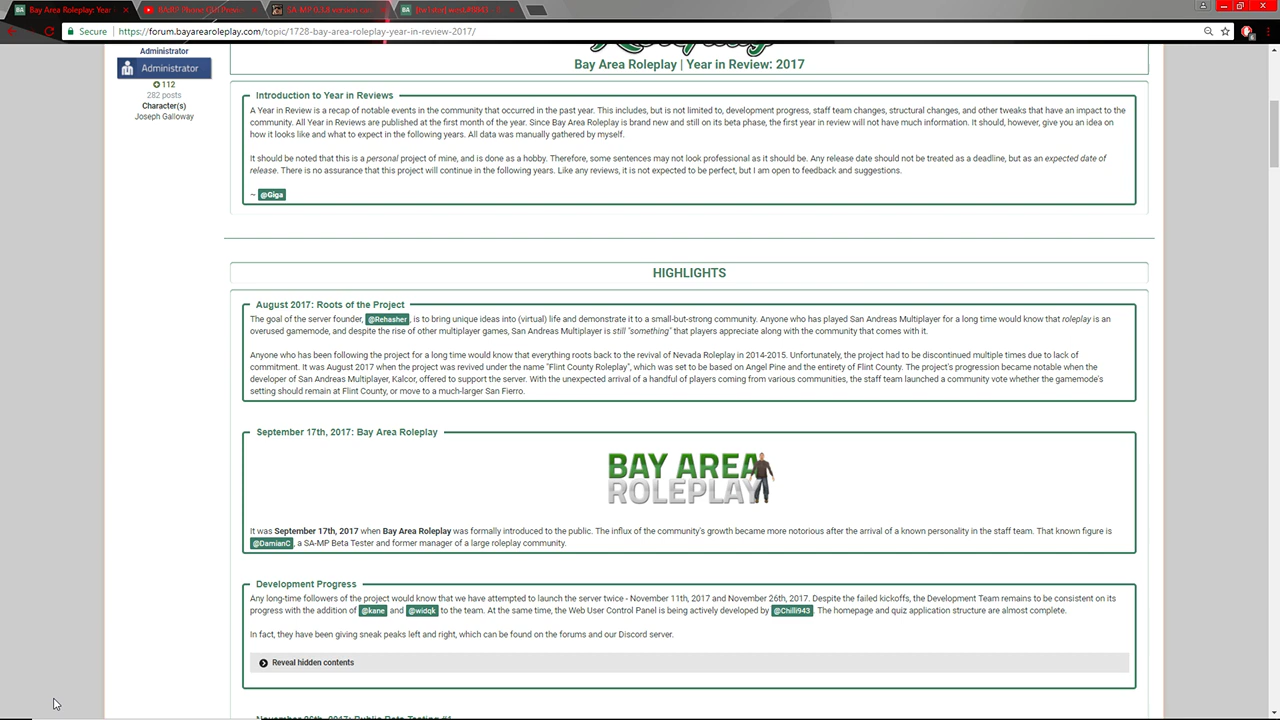 Bay Area Roleplay: Year
SA-MP 0.3.8 version can
Secure
https://forum.bayarearoleplay.com/topic/1728-bay-area-roleplay-year-in-review-2017/
Roleplay
Administrator
Administrator
112
282 posts
Character(s)
Joseph Galloway
Bay Area Roleplay | Year in Review: 2017
Introduction to Year in Reviews
A Year in Review is a recap of notable events in the community that occurred in the past year. This includes, but is not limited to, development progress, staff team changes, structural changes, and other tweaks that have an impact to the
community. All Year in Reviews are published at the first month of the year. Since Bay Area Roleplay is brand new and still on its beta phase, the first year in review will not have much information. It should, however, give you an idea on
how it looks like and what to expect in the following years. All data was manually gathered by myself.
It should be noted that this is a personal project of mine, and is done as a hobby. Therefore, some sentences may not look professional as it should be. Any release date should not be treated as a deadline, but as an expected date of
release. There is no assurance that this project will continue in the following years. Like any reviews, it is not expected to be perfect, but I am open to feedback and suggestions.
~ @Giga
HIGHLIGHTS
August 2017: Roots of the Project
The goal of the server founder, @Rehasher, is to bring unique ideas into (virtual) life and demonstrate it to a small-but-strong community. Anyone who has played San Andreas Multiplayer for a long time would know that roleplay is an
overused gamemode, and despite the rise of other multiplayer games, San Andreas Multiplayer is still "something" that players appreciate along with the community that comes with it.
Anyone who has been following the project for a long time would know that everything roots back to the revival of Nevada Roleplay in 2014-2015. Unfortunately, the project had to be discontinued multiple times due to lack of
commitment. It was August 2017 when the project was revived under the name "Flint County Roleplay", which was set to be based on Angel Pine and the entirety of Flint County. The project's progression became notable when the
developer of San Andreas Multiplayer, Kalcor, offered to support the server. With the unexpected arrival of a handful of players coming from various communities, the staff team launched a community vote whether the gamemode's
setting should remain at Flint County, or move to a much-larger San Fierro.
September 17th, 2017: Bay Area Roleplay
BAY AREA
ROLEPLAY
It was September 17th, 2017 when Bay Area Roleplay was formally introduced to the public. The influx of the community's growth became more notorious after the arrival of a known personality in the staff team. That known figure is
@DamianC, a SA-MP Beta Tester and former manager of a large roleplay community.
Development Progress
Any long-time followers of the project would know that we have attempted to launch the server twice - November 11th, 2017 and November 26th, 2017. Despite the failed kickoffs, the Development Team remains to be consistent on its
progress with the addition of @kane and @widqk to the team. At the same time, the Web User Control Panel is being actively developed by @Chilli943. The homepage and quiz application structure are almost complete.
In fact, they have been giving sneak peaks left and right, which can be found on the forums and our Discord server.
Reveal hidden contents
November 26th, 2017: Public Beta Testing #1